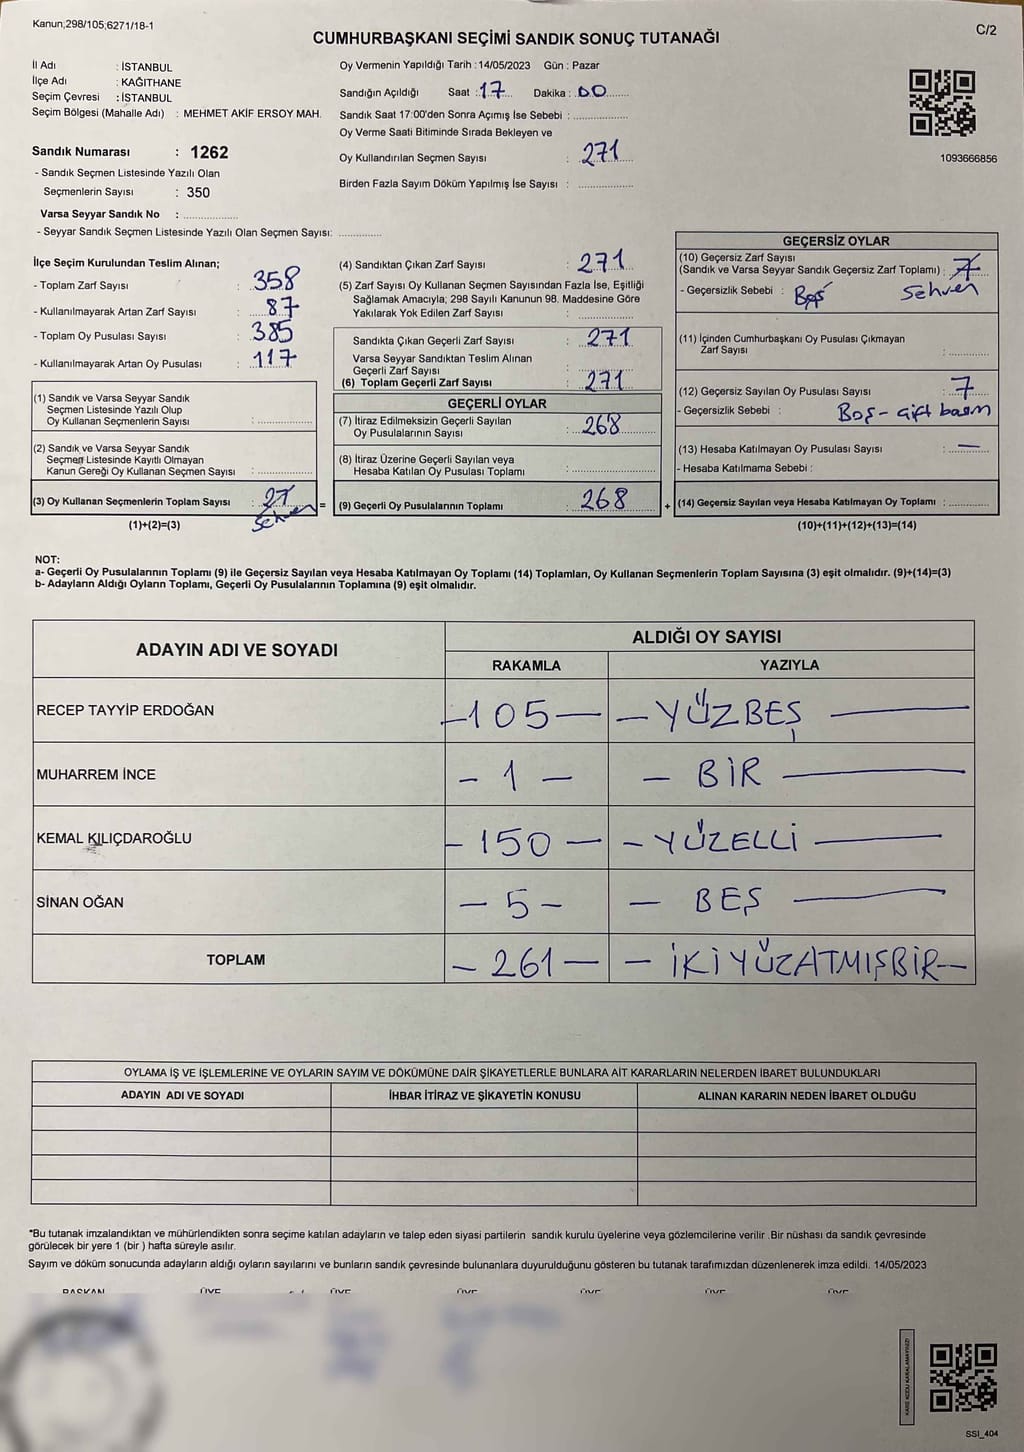 Kanun;298/105;6271/18-1
C/2
CUMHURBAŞKANI SEÇİMİ SANDIK SONUÇ TUTANAĞI
İl Adı : İSTANBUL
İlçe Adı : KAĞITHANE
Seçim Çevresi : İSTANBUL
Seçim Bölgesi (Mahalle Adı) : MEHMET AKİF ERSOY MAH.
Sandık Numarası : 1262
- Sandık Seçmen Listesinde Yazılı Olan
Seçmenlerin Sayısı : 350
Varsa Seyyar Sandık No :
- Seyyar Sandık Seçmen Listesinde Yazılı Olan Seçmen Sayısı:
Oy Vermenin Yapıldığı Tarih : 14/05/2023 Gün : Pazar
Sandığın Açıldığı Saat : 17 Dakika : 00
Sandık Saat 17:00'den Sonra Açımış İse Sebebi :
Oy Verme Saati Bitiminde Sırada Bekleyen ve
Oy Kullandırılan Seçmen Sayısı : 271
Birden Fazla Sayım Döküm Yapılmış İse Sayısı :
1093666856
İlçe Seçim Kurulundan Teslim Alınan;
- Toplam Zarf Sayısı : 358
- Kullanılmayarak Artan Zarf Sayısı : 87
- Toplam Oy Pusulası Sayısı : 385
- Kullanılmayarak Artan Oy Pusulası : 117
(1) Sandık ve Varsa Seyyar Sandık
Seçmen Listesinde Yazılı Olup
Oy Kullanan Seçmenlerin Sayısı :
(2) Sandık ve Varsa Seyyar Sandık
Seçmen Listesinde Kayıtlı Olmayan
Kanun Gereği Oy Kullanan Seçmen Sayısı :
(3) Oy Kullanan Seçmenlerin Toplam Sayısı : 27
Sehven
(1)+(2)=(3)
(4) Sandıktan Çıkan Zarf Sayısı : 271
(5) Zarf Sayısı Oy Kullanan Seçmen Sayısından Fazla İse, Eşitliği
Sağlamak Amacıyla; 298 Sayılı Kanunun 98. Maddesine Göre
Yakılarak Yok Edilen Zarf Sayısı :
Sandıkta Çıkan Geçerli Zarf Sayısı : 271
Varsa Seyyar Sandıktan Teslim Alınan
Geçerli Zarf Sayısı :
(6) Toplam Geçerli Zarf Sayısı : 271
GEÇERLİ OYLAR
(7) İtiraz Edilmeksizin Geçerli Sayılan
Oy Pusulalarının Sayısı : 268
(8) İtiraz Üzerine Geçerli Sayılan veya
Hesaba Katılan Oy Pusulası Toplamı :
= (9) Geçerli Oy Pusulalarının Toplamı : 268 +
GEÇERSİZ OYLAR
(10) Geçersiz Zarf Sayısı
(Sandık ve Varsa Seyyar Sandık Geçersiz Zarf Toplamı) : 7
- Geçersizlik Sebebi : Boş Sehven
(11) İçinden Cumhurbaşkanı Oy Pusulası Çıkmayan
Zarf Sayısı :
(12) Geçersiz Sayılan Oy Pusulası Sayısı : 7
- Geçersizlik Sebebi : Boş - çift basım
(13) Hesaba Katılmayan Oy Pusulası Sayısı : —
- Hesaba Katılmama Sebebi :
(14) Geçersiz Sayılan veya Hesaba Katılmayan Oy Toplamı :
(10)+(11)+(12)+(13)=(14)
NOT:
a- Geçerli Oy Pusulalarının Toplamı (9) ile Geçersiz Sayılan veya Hesaba Katılmayan Oy Toplamı (14) Toplamları, Oy Kullanan Seçmenlerin Toplam Sayısına (3) eşit olmalıdır. (9)+(14)=(3)
b- Adayların Aldığı Oyların Toplamı, Geçerli Oy Pusulalarının Toplamına (9) eşit olmalıdır.
ADAYIN ADI VE SOYADI
ALDIĞI OY SAYISI
RAKAMLA YAZIYLA
RECEP TAYYİP ERDOĞAN -105- - YÜZBEŞ -
MUHARREM İNCE - 1 - - BİR -
KEMAL KILIÇDAROĞLU - 150 - - YÜZELLİ -
SİNAN OĞAN - 5 - - BEŞ -
TOPLAM - 261 - - İKİYÜZATMIŞBİR -
OYLAMA İŞ VE İŞLEMLERİNE VE OYLARIN SAYIM VE DÖKÜMÜNE DAİR ŞİKAYETLERLE BUNLARA AİT KARARLARIN NELERDEN İBARET BULUNDUKLARI
ADAYIN ADI VE SOYADI İHBAR İTİRAZ VE ŞİKAYETİN KONUSU ALINAN KARARIN NEDEN İBARET OLDUĞU
*Bu tutanak imzalandıktan ve mühürlendikten sonra seçime katılan adayların ve talep eden siyasi partilerin sandık kurulu üyelerine veya gözlemcilerine verilir .Bir nüshası da sandık çevresinde
görülecek bir yere 1 (bir ) hafta süreyle asılır.
Sayım ve döküm sonucunda adayların aldığı oyların sayılarını ve bunların sandık çevresinde bulunanlara duyurulduğunu gösteren bu tutanak tarafımızdan düzenlenerek imza edildi. 14/05/2023
BAŞKAN ÜYE ÜYE ÜYE ÜYE ÜYE ÜYE
KARE KODU KARALAMAYINIZ!
SSI_404